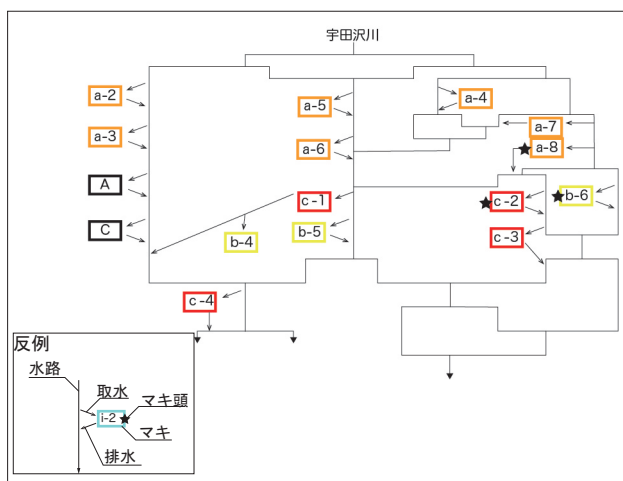 宇田沢川
a-2
a-5
a-4
a-3
a-6
a-7
★a-8
A
c-1
★c-2
★b-6
C
b-4
b-5
c-3
c-4
反例
水路
取水
i-2★
マキ頭
マキ
排水